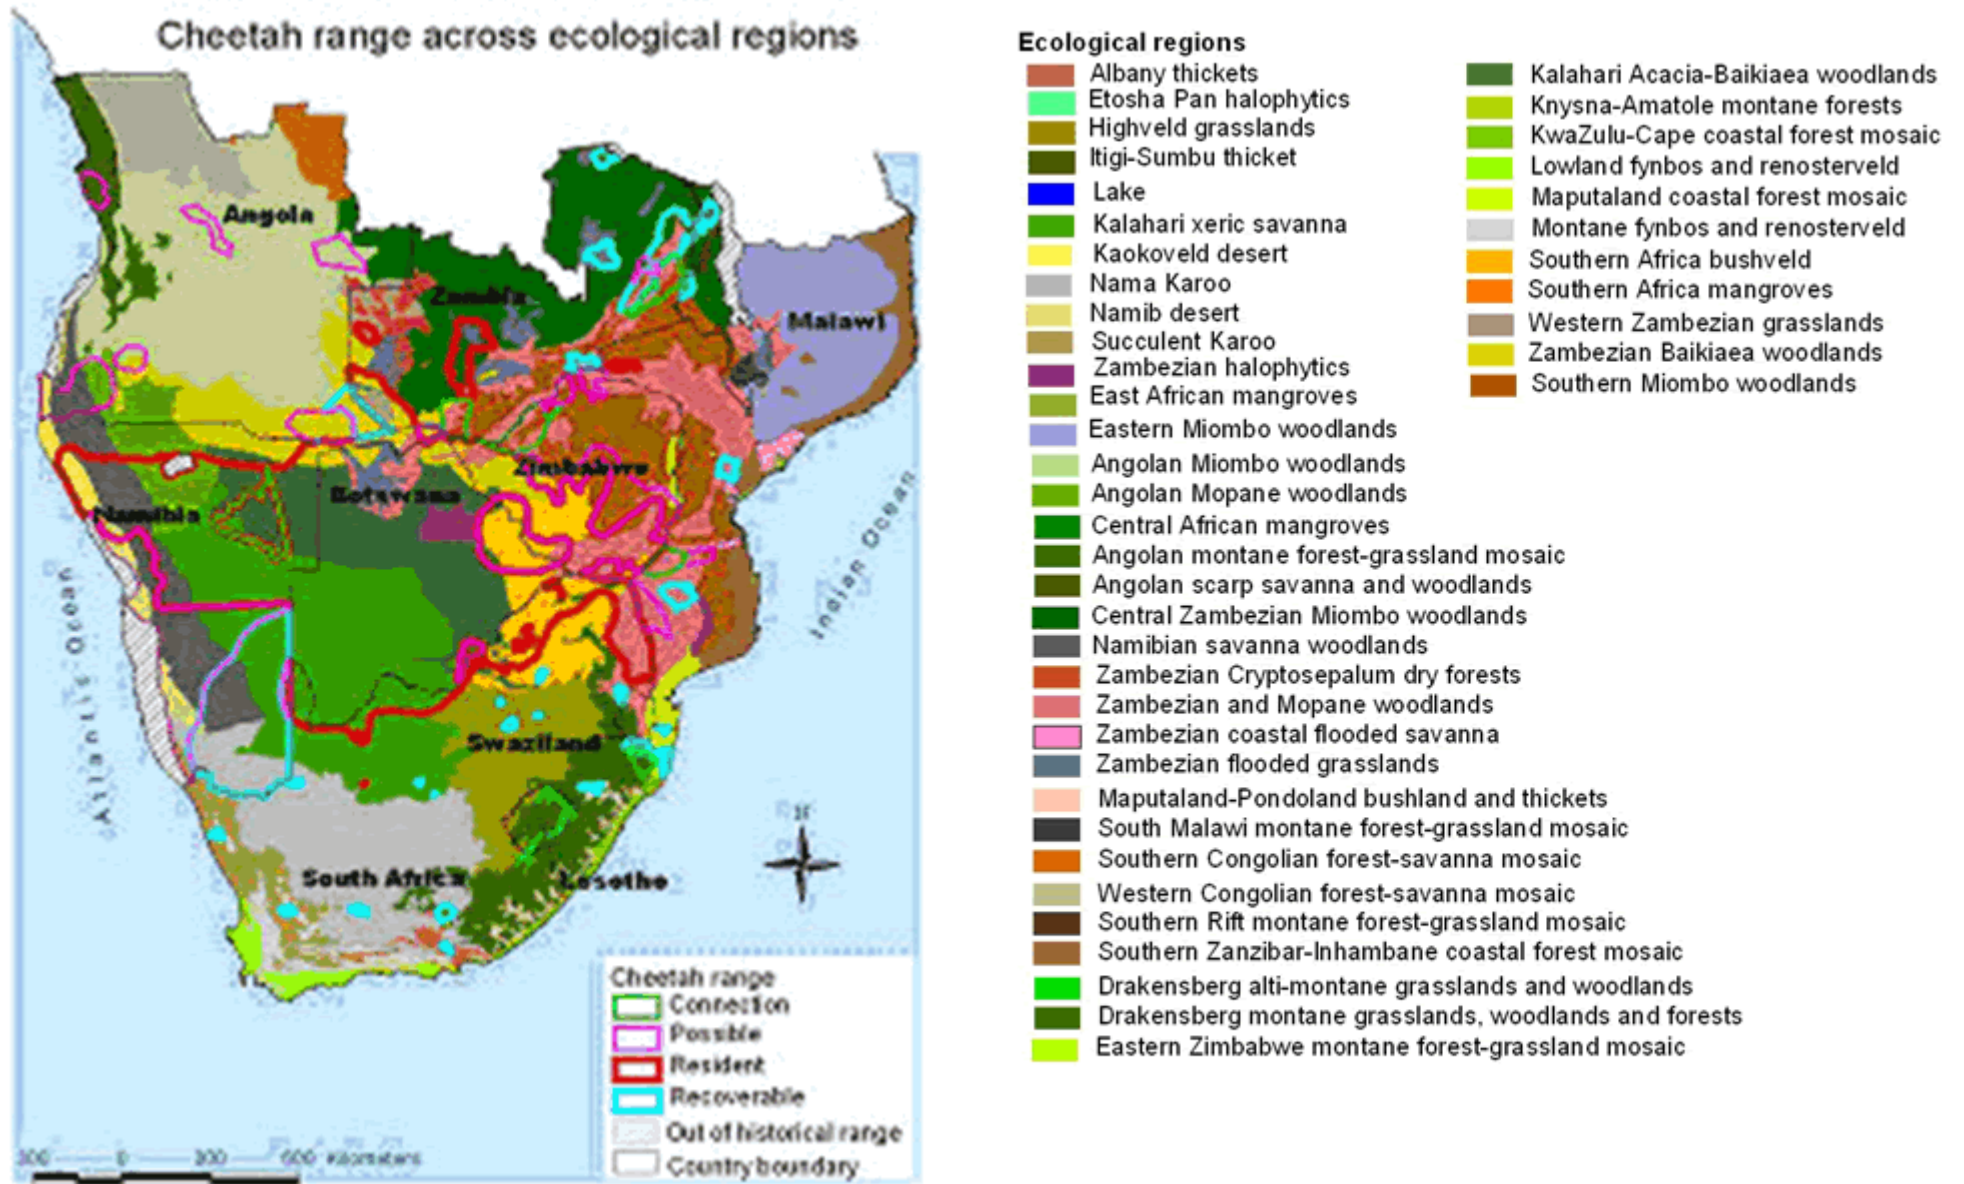 Cheetah range across ecological regions
Angola
Zambia
Malawi
Zimbabwe
Botswana
Namibia
Swaziland
South Africa
Lesotho
Atlantic Ocean
Indian Ocean
N
Cheetah range
Connection
Possible
Resident
Recoverable
Out of historical range
Country boundary
300 0 300 600 Kilometers
Ecological regions
Albany thickets
Etosha Pan halophytics
Highveld grasslands
Itigi-Sumbu thicket
Lake
Kalahari xeric savanna
Kaokoveld desert
Nama Karoo
Namib desert
Succulent Karoo
Zambezian halophytics
East African mangroves
Eastern Miombo woodlands
Angolan Miombo woodlands
Angolan Mopane woodlands
Central African mangroves
Angolan montane forest-grassland mosaic
Angolan scarp savanna and woodlands
Central Zambezian Miombo woodlands
Namibian savanna woodlands
Zambezian Cryptosepalum dry forests
Zambezian and Mopane woodlands
Zambezian coastal flooded savanna
Zambezian flooded grasslands
Maputaland-Pondoland bushland and thickets
South Malawi montane forest-grassland mosaic
Southern Congolian forest-savanna mosaic
Western Congolian forest-savanna mosaic
Southern Rift montane forest-grassland mosaic
Southern Zanzibar-Inhambane coastal forest mosaic
Drakensberg alti-montane grasslands and woodlands
Drakensberg montane grasslands, woodlands and forests
Eastern Zimbabwe montane forest-grassland mosaic
Kalahari Acacia-Baikiaea woodlands
Knysna-Amatole montane forests
KwaZulu-Cape coastal forest mosaic
Lowland fynbos and renosterveld
Maputaland coastal forest mosaic
Montane fynbos and renosterveld
Southern Africa bushveld
Southern Africa mangroves
Western Zambezian grasslands
Zambezian Baikiaea woodlands
Southern Miombo woodlands